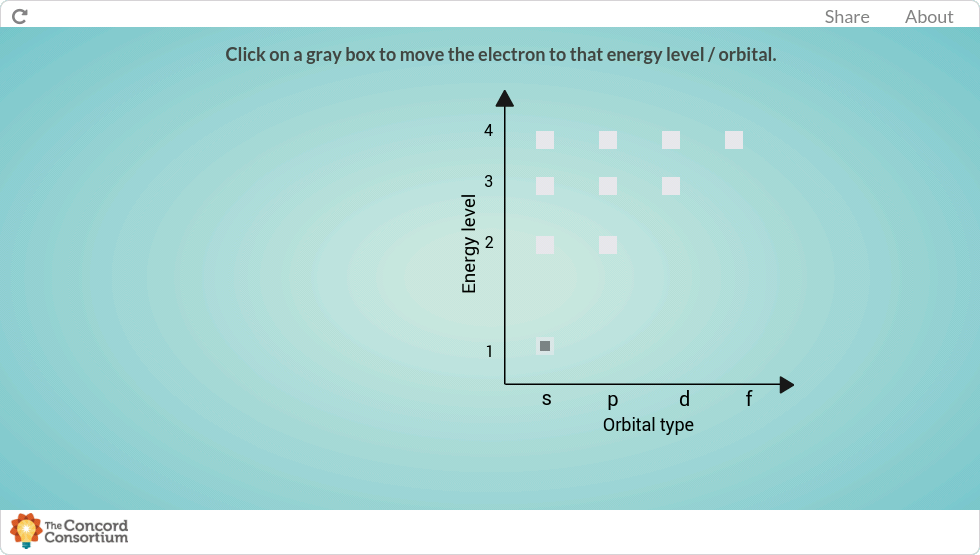 Share About
Click on a gray box to move the electron to that energy level / orbital.
4
3
2
1
Energy level
s p d f
Orbital type
The Concord
Consortium